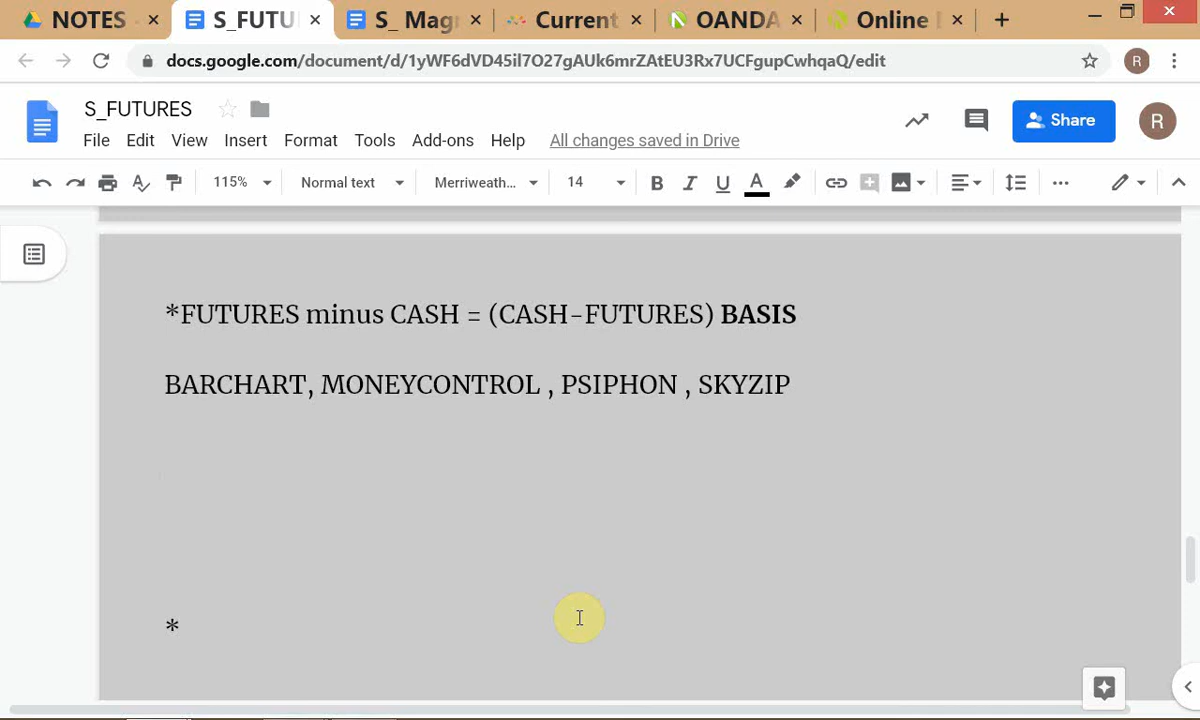 NOTES
S_FUTU
S_ Mag
Current
OANDA
Online
docs.google.com/document/d/1yWF6dVD45il7O27gAUk6mrZAtEU3Rx7UCFgupCwhqaQ/edit
R
S_FUTURES
File Edit View Insert Format Tools Add-ons Help All changes saved in Drive
Share
R
115% Normal text Merriweath... 14 B I U A
*FUTURES minus CASH = (CASH-FUTURES) BASIS
BARCHART, MONEYCONTROL , PSIPHON , SKYZIP
*